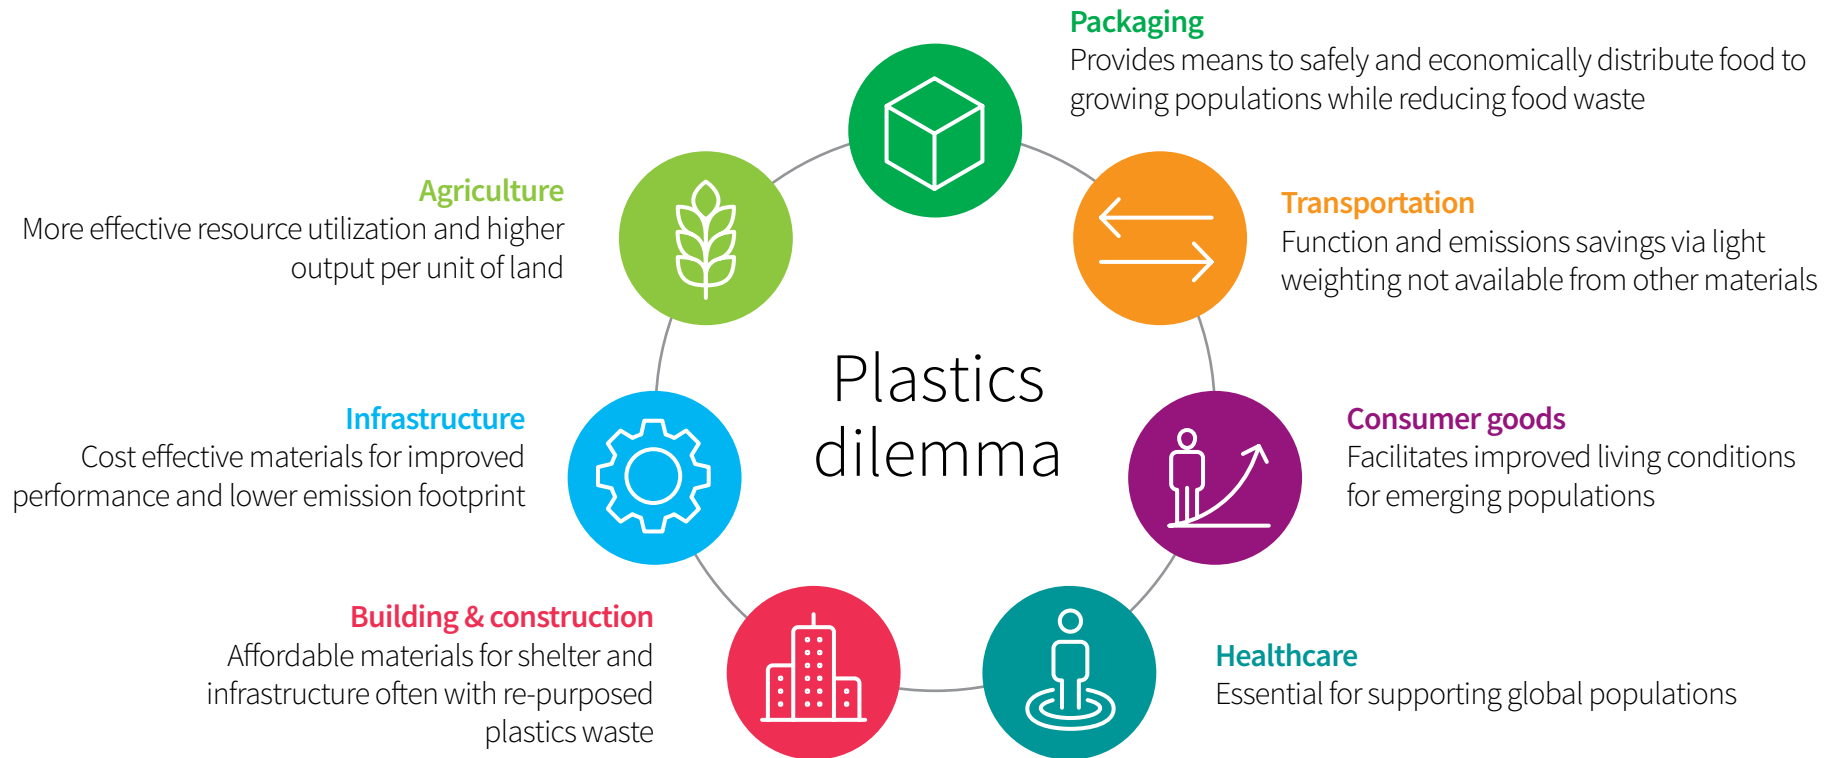 Packaging
Provides means to safely and economically distribute food to
growing populations while reducing food waste
Transportation
Function and emissions savings via light
weighting not available from other materials
Consumer goods
Facilitates improved living conditions
for emerging populations
Healthcare
Essential for supporting global populations
Building & construction
Affordable materials for shelter and
infrastructure often with re-purposed
plastics waste
Infrastructure
Cost effective materials for improved
performance and lower emission footprint
Agriculture
More effective resource utilization and higher
output per unit of land
Plastics
dilemma